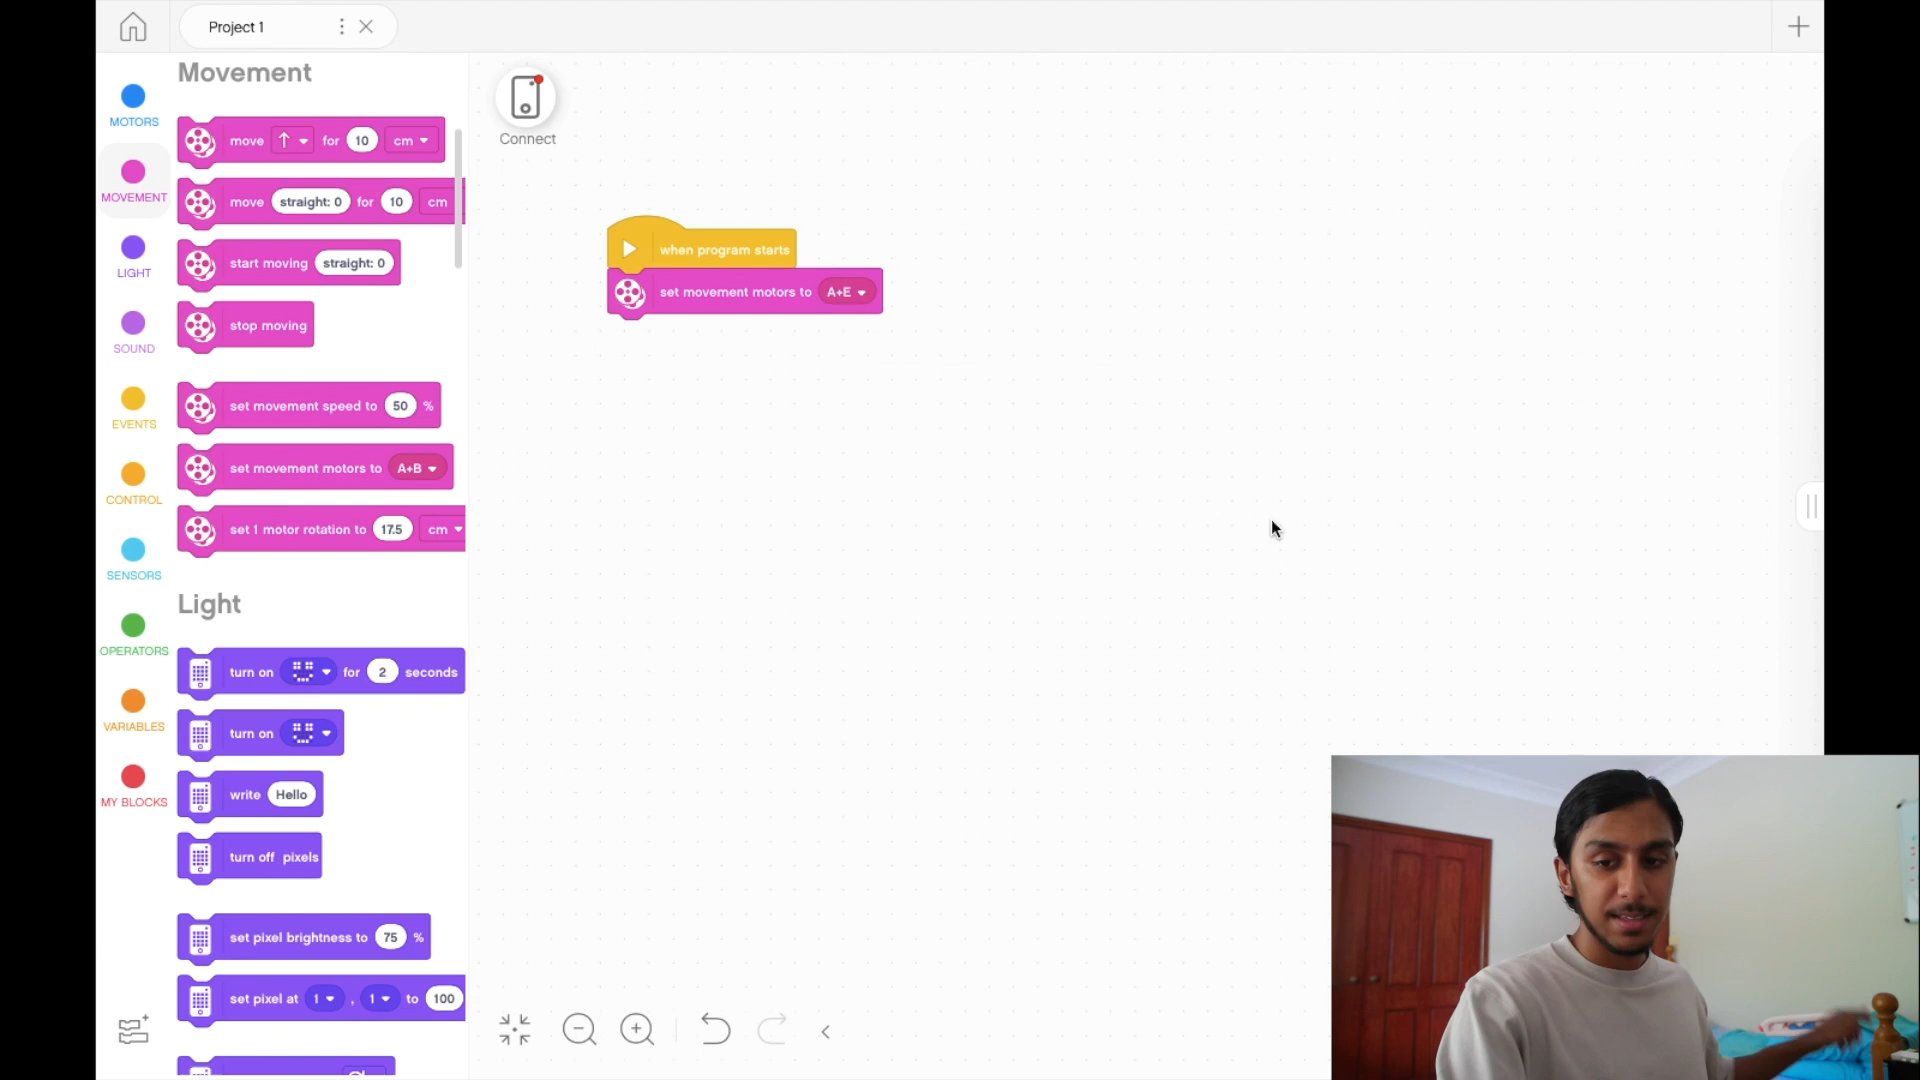 Project 1
Connect
MOTORS
MOVEMENT
LIGHT
SOUND
EVENTS
CONTROL
SENSORS
OPERATORS
VARIABLES
MY BLOCKS
Movement
move for 10 cm
move straight: 0 for 10 cm
start moving straight: 0
stop moving
set movement speed to 50 %
set movement motors to A+B
set 1 motor rotation to 17.5 cm
Light
turn on for 2 seconds
turn on
write Hello
turn off pixels
set pixel brightness to 75 %
set pixel at 1 , 1 to 100
when program starts
set movement motors to A+E